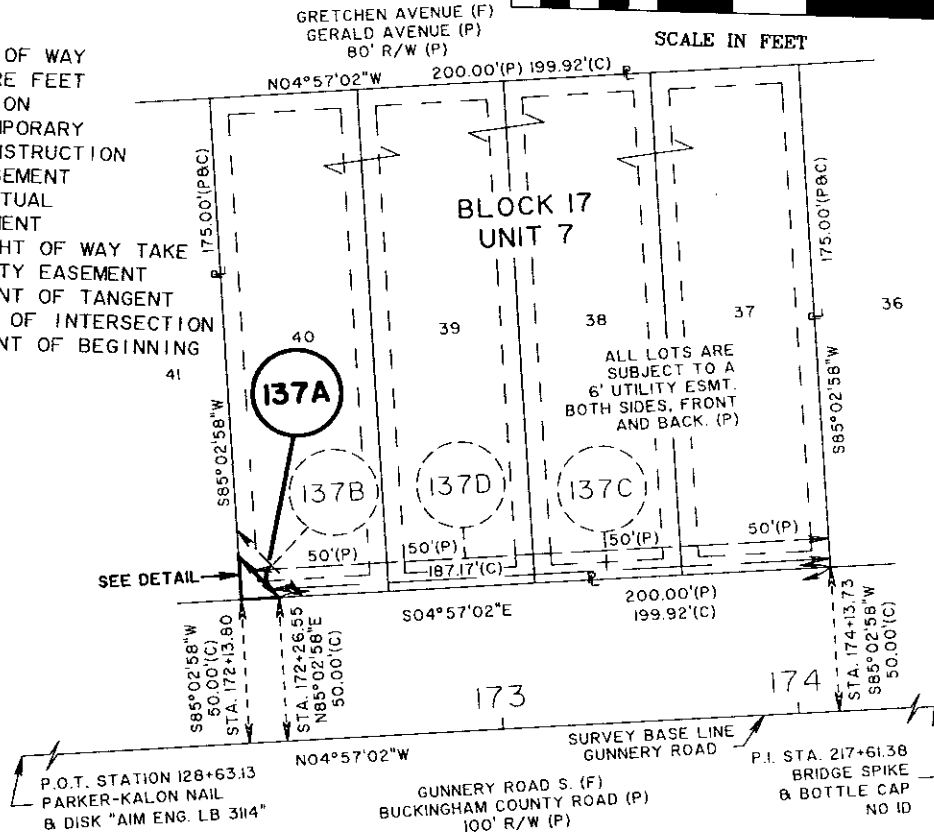 GRETCHEN AVENUE (F)
GERALD AVENUE (P)
80' R/W (P)
SCALE IN FEET
OF WAY
FEET
ON
CONSTRUCTION
HT OF WAY TAKE
TY EASEMENT
NT OF TANGENT
OF INTERSECTION
NT OF BEGINNING
N04°57'02"W
200.00'(P) 199.92'(C)
175.00'(P&C)
175.00'(P&C)
BLOCK 17
UNIT 7
41
40
39
38
37
36
ALL LOTS ARE
SUBJECT TO A
6' UTILITY ESMT.
BOTH SIDES, FRONT
AND BACK. (P)
137A
137B
137D
137C
S85°02'58"W
S85°02'58"W
50'(P)
50'(P)
50'(P)
50'(P)
187.17'(C)
SEE DETAIL
S04°57'02"E
200.00'(P)
199.92'(C)
S85°02'58"W
50.00'(C)
STA. 172+13.80
STA. 172+26.55
N85°02'58"E
50.00'(C)
STA. 174+13.73
S85°02'58"W
50.00'(C)
173
174
N04°57'02"W
SURVEY BASE LINE
GUNNERY ROAD
P.O.T. STATION 128+63.13
PARKER-KALON NAIL
& DISK "AIM ENG. LB 3114"
GUNNERY ROAD S. (F)
BUCKINGHAM COUNTY ROAD (P)
100' R/W (P)
P.I. STA. 217+61.38
BRIDGE SPIKE
& BOTTLE CAP
NO ID